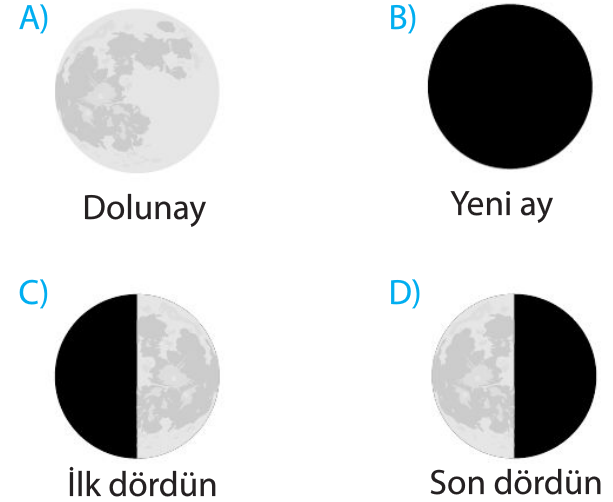 A)
Dolunay
B)
Yeni ay
C)
İlk dördün
D)
Son dördün